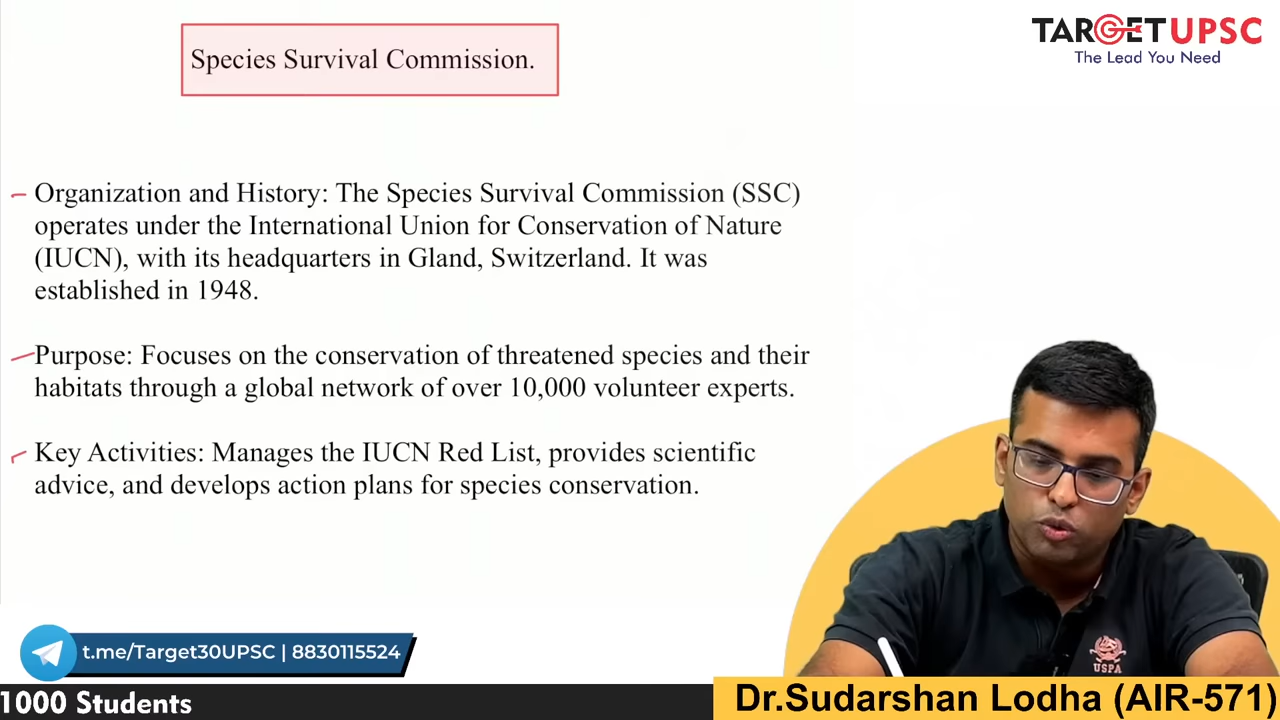 Species Survival Commission.
TARGET UPSC
The Lead You Need
Organization and History: The Species Survival Commission (SSC)
operates under the International Union for Conservation of Nature
(IUCN), with its headquarters in Gland, Switzerland. It was
established in 1948.
Purpose: Focuses on the conservation of threatened species and their
habitats through a global network of over 10,000 volunteer experts.
Key Activities: Manages the IUCN Red List, provides scientific
advice, and develops action plans for species conservation.
USPA
t.me/Target30UPSC | 8830115524
1000 Students
Dr.Sudarshan Lodha (AIR-571)